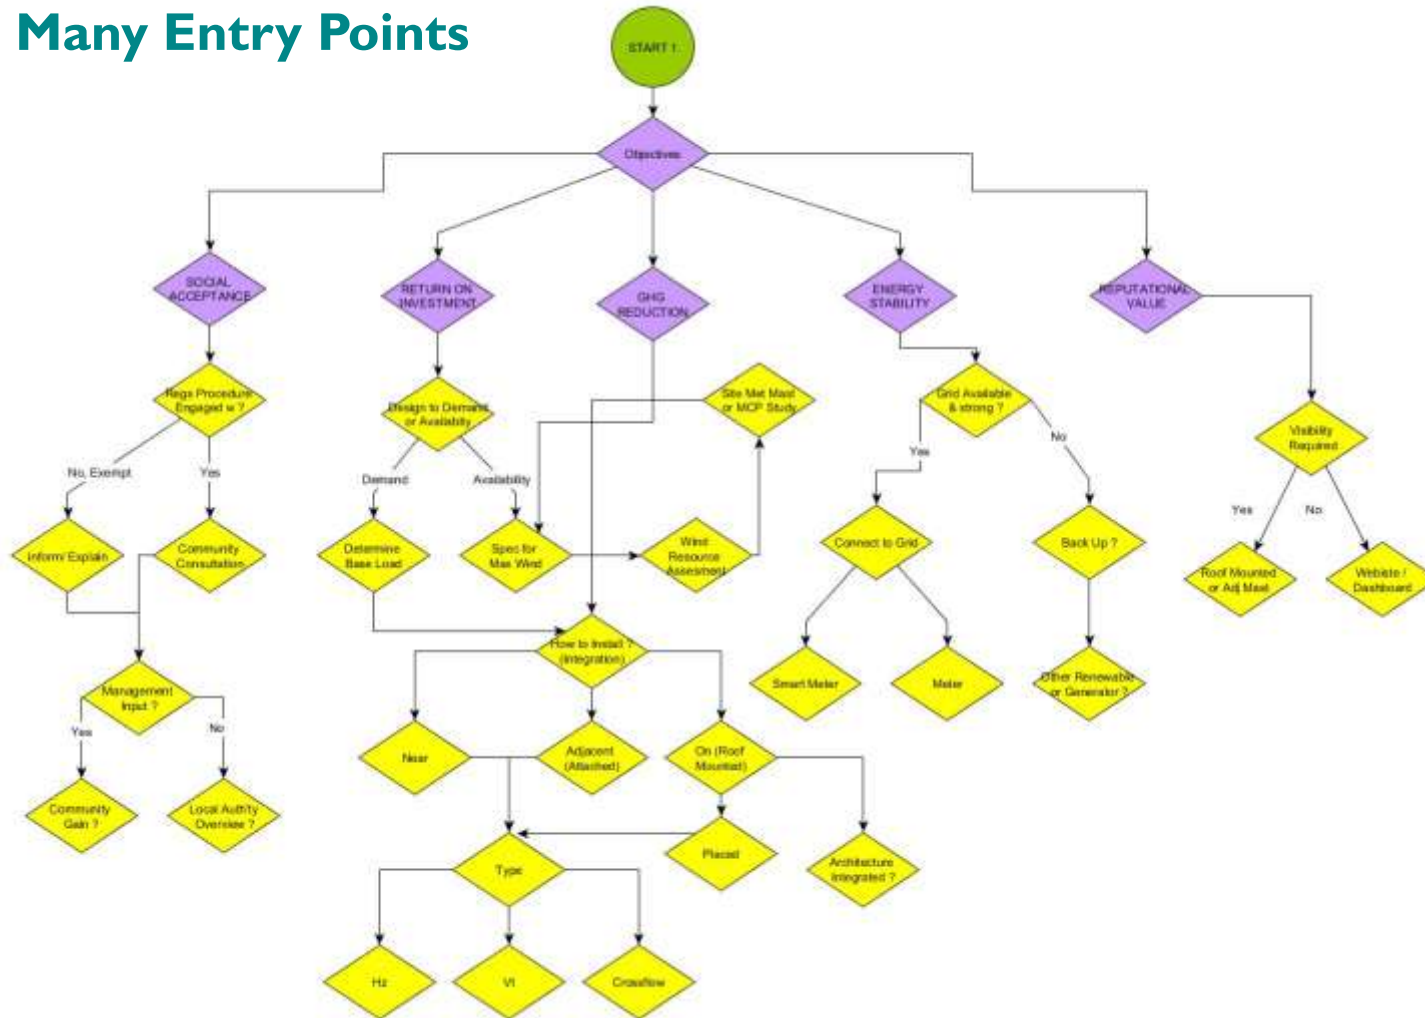 Many Entry Points
START 1
Objectives
SOCIAL
ACCEPTANCE
RETURN ON
INVESTMENT
GHG
REDUCTION
ENERGY
STABILITY
REPUTATIONAL
VALUE
Regs Procedure
Engaged w ?
Design to Demand
or Availablity
Site Met Mast
or MCP Study
Grid Available
& strong ?
Visibility
Required
No, Exempt
Yes
Demand
Availability
Yes
No
Yes
No
Inform/ Explain
Community
Consultation
Determine
Base Load
Spec for
Max Wind
Wind
Resource
Assesment
Connect to Grid
Back Up ?
Roof Mounted
or Adj Mast
Webiste /
Dashboard
How to Install ?
(Integration)
Management
Input ?
Smart Meter
Meter
Other Renewable
or Generator ?
Yes
No
Near
Adjacent
(Attached)
On (Roof
Mounted)
Community
Gain ?
Local Auth'ty
Overview ?
Type
Placed
Architecture
Integrated ?
Hz
Vt
Crossflow